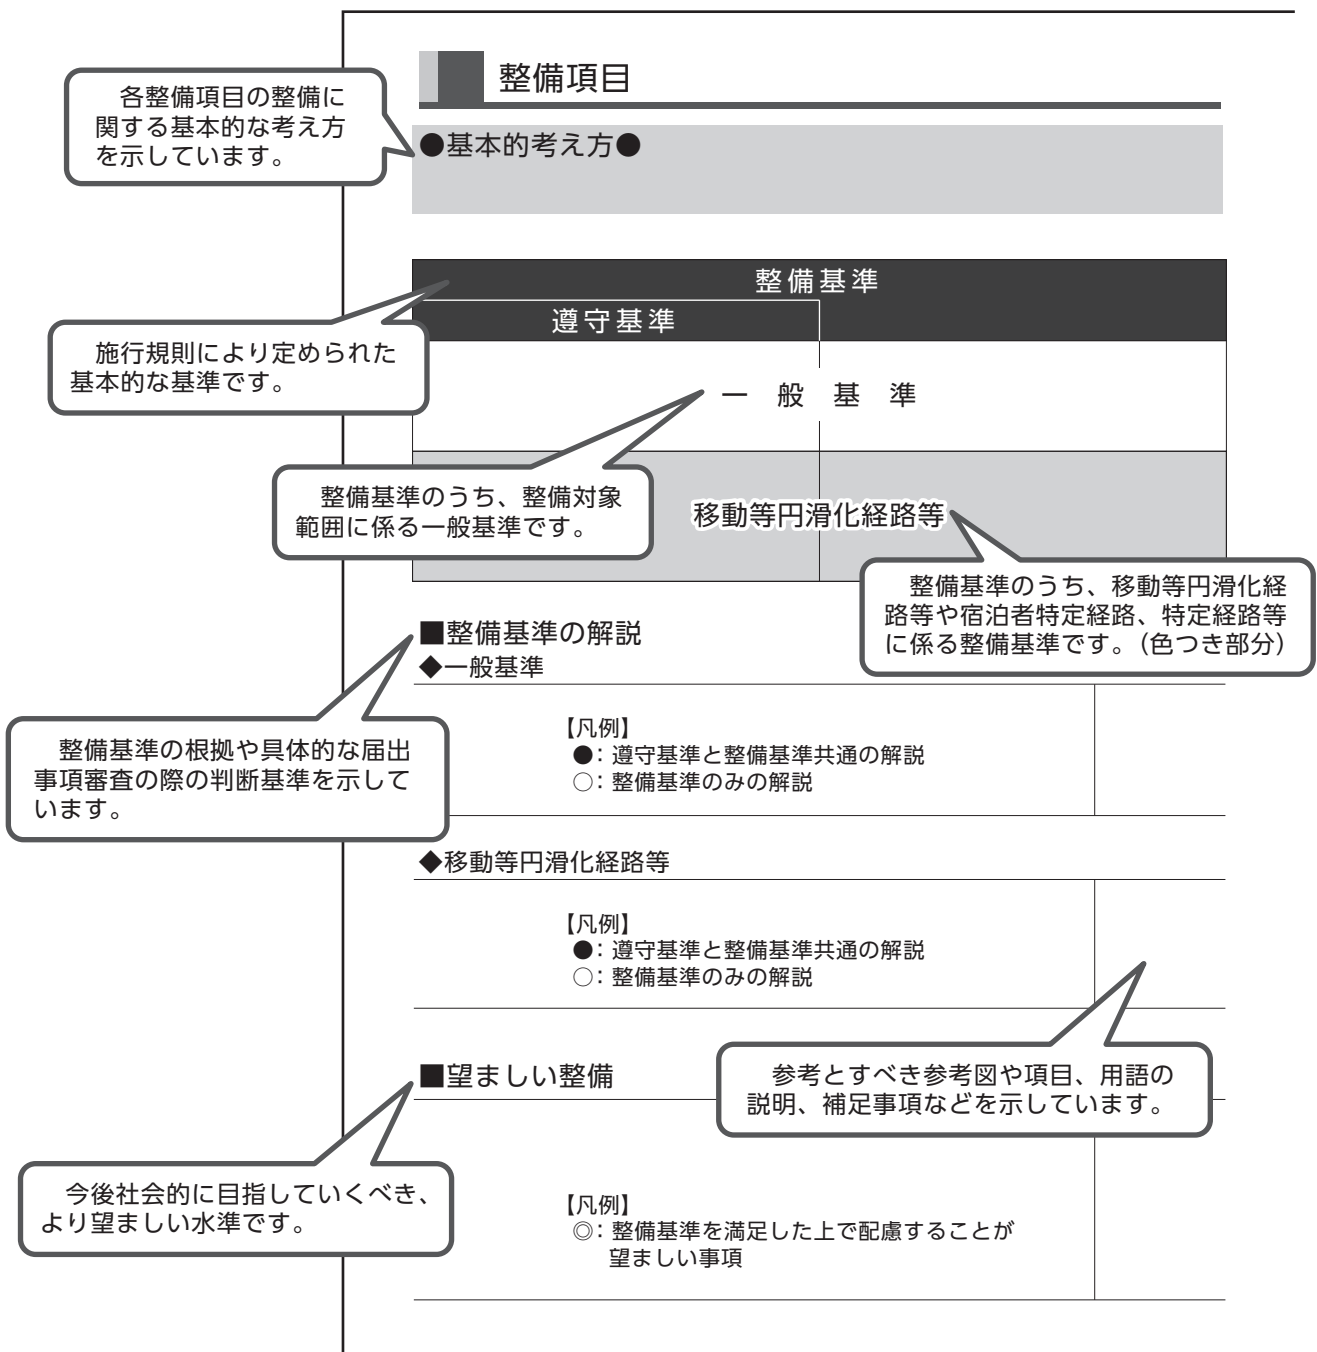 整備項目
各整備項目の整備に
関する基本的な考え方
を示しています。
●基本的考え方●
整備基準
遵守基準
施行規則により定められた
基本的な基準です。
一般基準
整備基準のうち、整備対象
範囲に係る一般基準です。
移動等円滑化経路等
整備基準のうち、移動等円滑化経
路等や宿泊者特定経路、特定経路等
に係る整備基準です。（色つき部分）
■整備基準の解説
◆一般基準
整備基準の根拠や具体的な届出
事項審査の際の判断基準を示して
います。
【凡例】
●：遵守基準と整備基準共通の解説
○：整備基準のみの解説
◆移動等円滑化経路等
【凡例】
●：遵守基準と整備基準共通の解説
○：整備基準のみの解説
参考とすべき参考図や項目、用語の
説明、補足事項などを示しています。
■望ましい整備
今後社会的に目指していくべき、
より望ましい水準です。
【凡例】
◎：整備基準を満足した上で配慮することが
望ましい事項